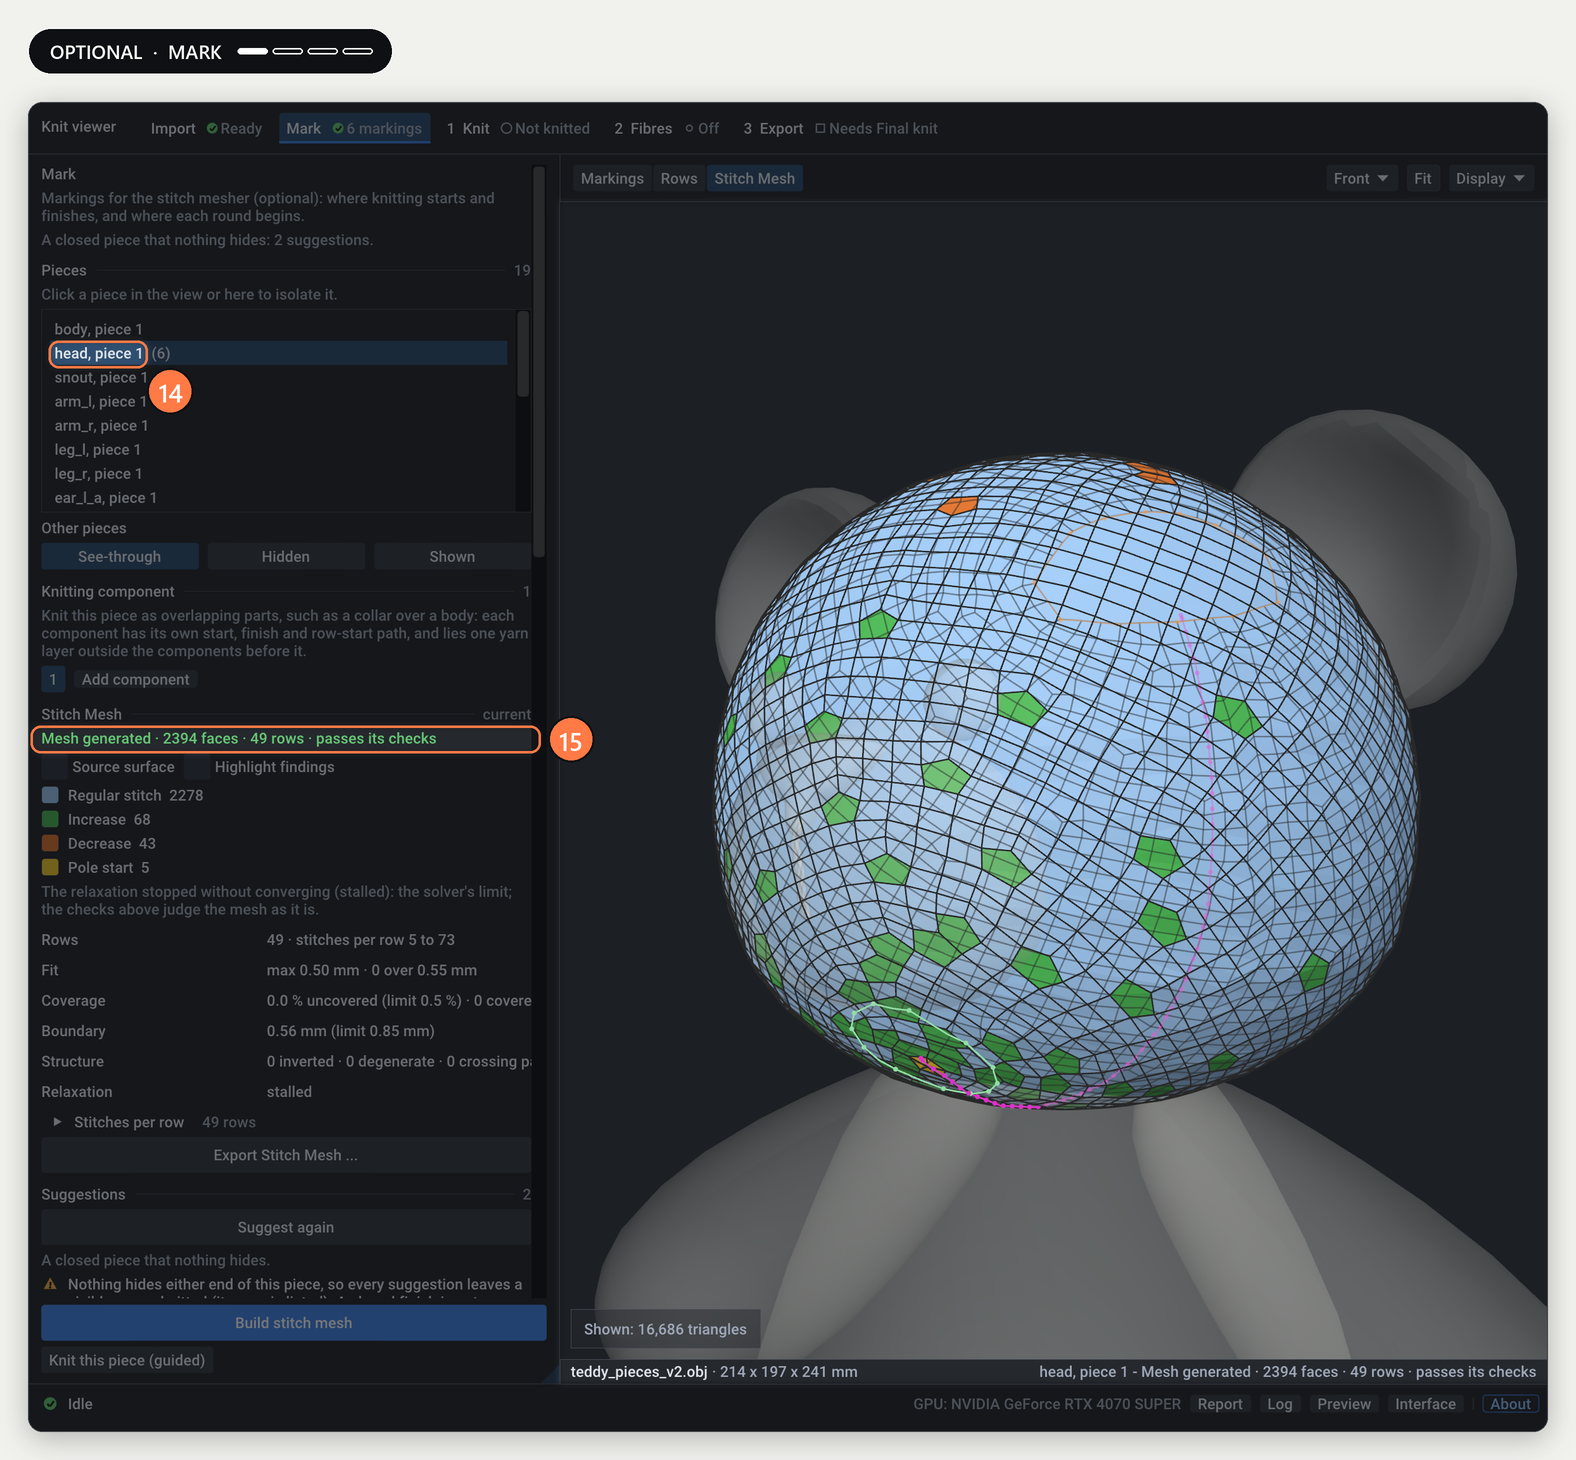 OPTIONAL · MARK
Knit viewer
Import Ready
Mark 6 markings
1 Knit Not knitted
2 Fibres Off
3 Export Needs Final knit
Mark
Markings for the stitch mesher (optional): where knitting starts and
finishes, and where each round begins.
A closed piece that nothing hides: 2 suggestions.
Pieces 19
Click a piece in the view or here to isolate it.
body, piece 1
head, piece 1 (6)
snout, piece 1
14
arm_l, piece 1
arm_r, piece 1
leg_l, piece 1
leg_r, piece 1
ear_l_a, piece 1
Other pieces
See-through Hidden Shown
Knitting component 1
Knit this piece as overlapping parts, such as a collar over a body: each
component has its own start, finish and row-start path, and lies one yarn
layer outside the components before it.
1 Add component
Stitch Mesh current
Mesh generated · 2394 faces · 49 rows · passes its checks
15
Source surface Highlight findings
Regular stitch 2278
Increase 68
Decrease 43
Pole start 5
The relaxation stopped without converging (stalled): the solver's limit;
the checks above judge the mesh as it is.
Rows 49 · stitches per row 5 to 73
Fit max 0.50 mm · 0 over 0.55 mm
Coverage 0.0 % uncovered (limit 0.5 %) · 0 covere
Boundary 0.56 mm (limit 0.85 mm)
Structure 0 inverted · 0 degenerate · 0 crossing pa
Relaxation stalled
Stitches per row 49 rows
Export Stitch Mesh ...
Suggestions 2
Suggest again
A closed piece that nothing hides.
Nothing hides either end of this piece, so every suggestion leaves a
Build stitch mesh
Knit this piece (guided)
Markings Rows Stitch Mesh
Front Fit Display
Shown: 16,686 triangles
teddy_pieces_v2.obj · 214 x 197 x 241 mm
head, piece 1 - Mesh generated · 2394 faces · 49 rows · passes its checks
Idle
GPU: NVIDIA GeForce RTX 4070 SUPER Report Log Preview Interface About